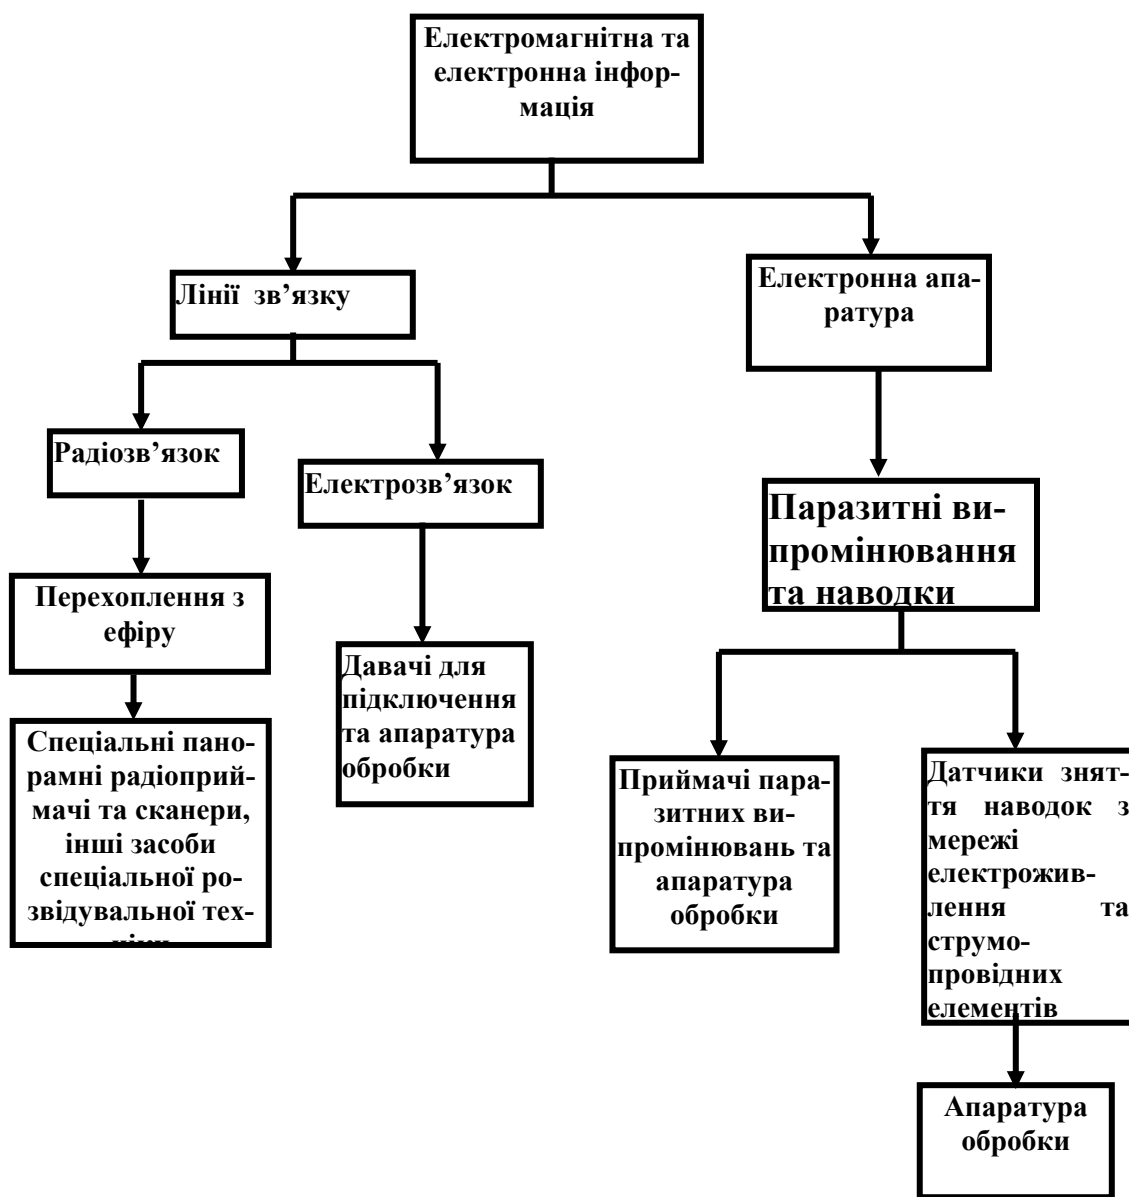 Електромагнітна та
електронна інфор-
мація
Лінії зв’язку
Електронна апа-
ратура
Радіозв’язок
Електрозв’язок
Паразитні ви-
промінювання
та наводки
Перехоплення з
ефіру
Давачі для
підключення
та апаратура
обробки
Спеціальні пано-
рамні радіоприй-
мачі та сканери,
інші засоби
спеціальної ро-
звідувальної тех-
Приймачі пара-
зитних ви-
промінювань та
апаратура
обробки
Датчики знят-
тя наводок з
мережі
електрожив-
лення та
струмо-
провідних
елементів
Апаратура
обробки